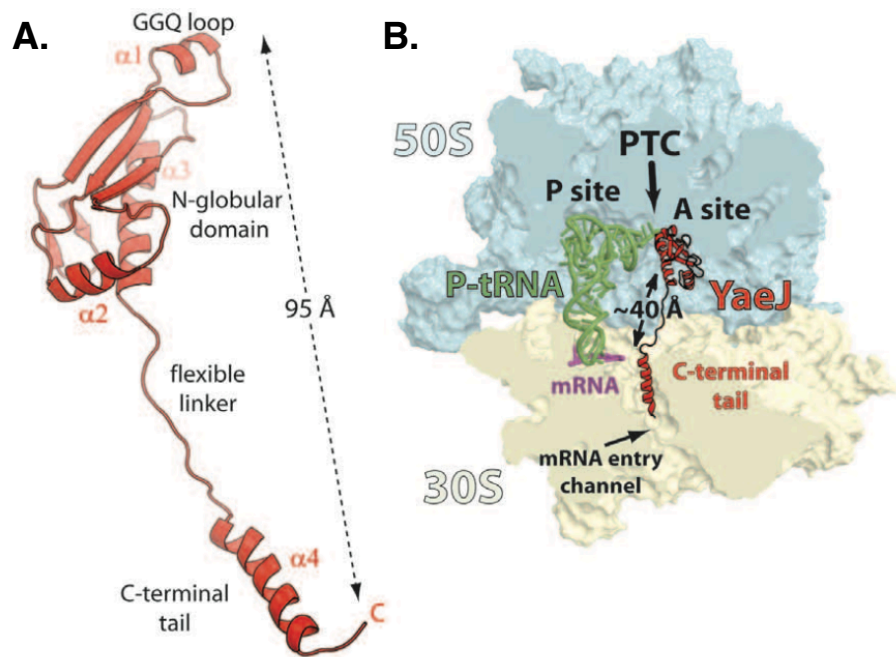 A.
GGQ loop
α1
α3
N-globular
domain
α2
95 Å
flexible
linker
α4
C-terminal
tail
C
B.
50S
PTC
P site
A site
P-tRNA
YaeJ
~40 Å
mRNA
C-terminal
tail
mRNA entry
channel
30S